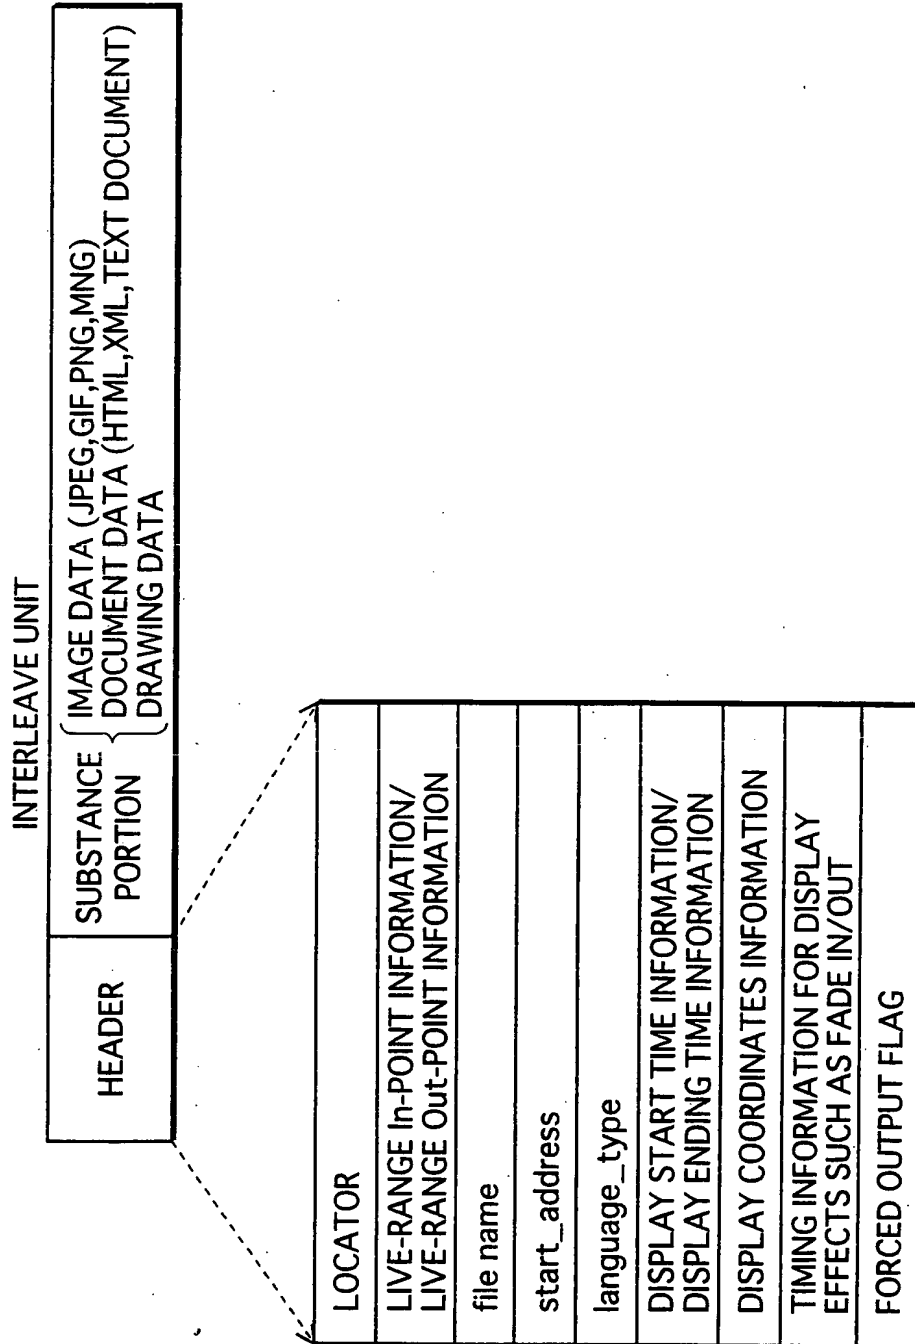 INTERLEAVE UNIT
HEADER
SUBSTANCE
PORTION
IMAGE DATA (JPEG,GIF,PNG,MNG)
DOCUMENT DATA (HTML,XML,TEXT DOCUMENT)
DRAWING DATA
LOCATOR
LIVE-RANGE In-POINT INFORMATION/
LIVE-RANGE Out-POINT INFORMATION
file name
start_address
language_type
DISPLAY START TIME INFORMATION/
DISPLAY ENDING TIME INFORMATION
DISPLAY COORDINATES INFORMATION
TIMING INFORMATION FOR DISPLAY
EFFECTS SUCH AS FADE IN/OUT
FORCED OUTPUT FLAG